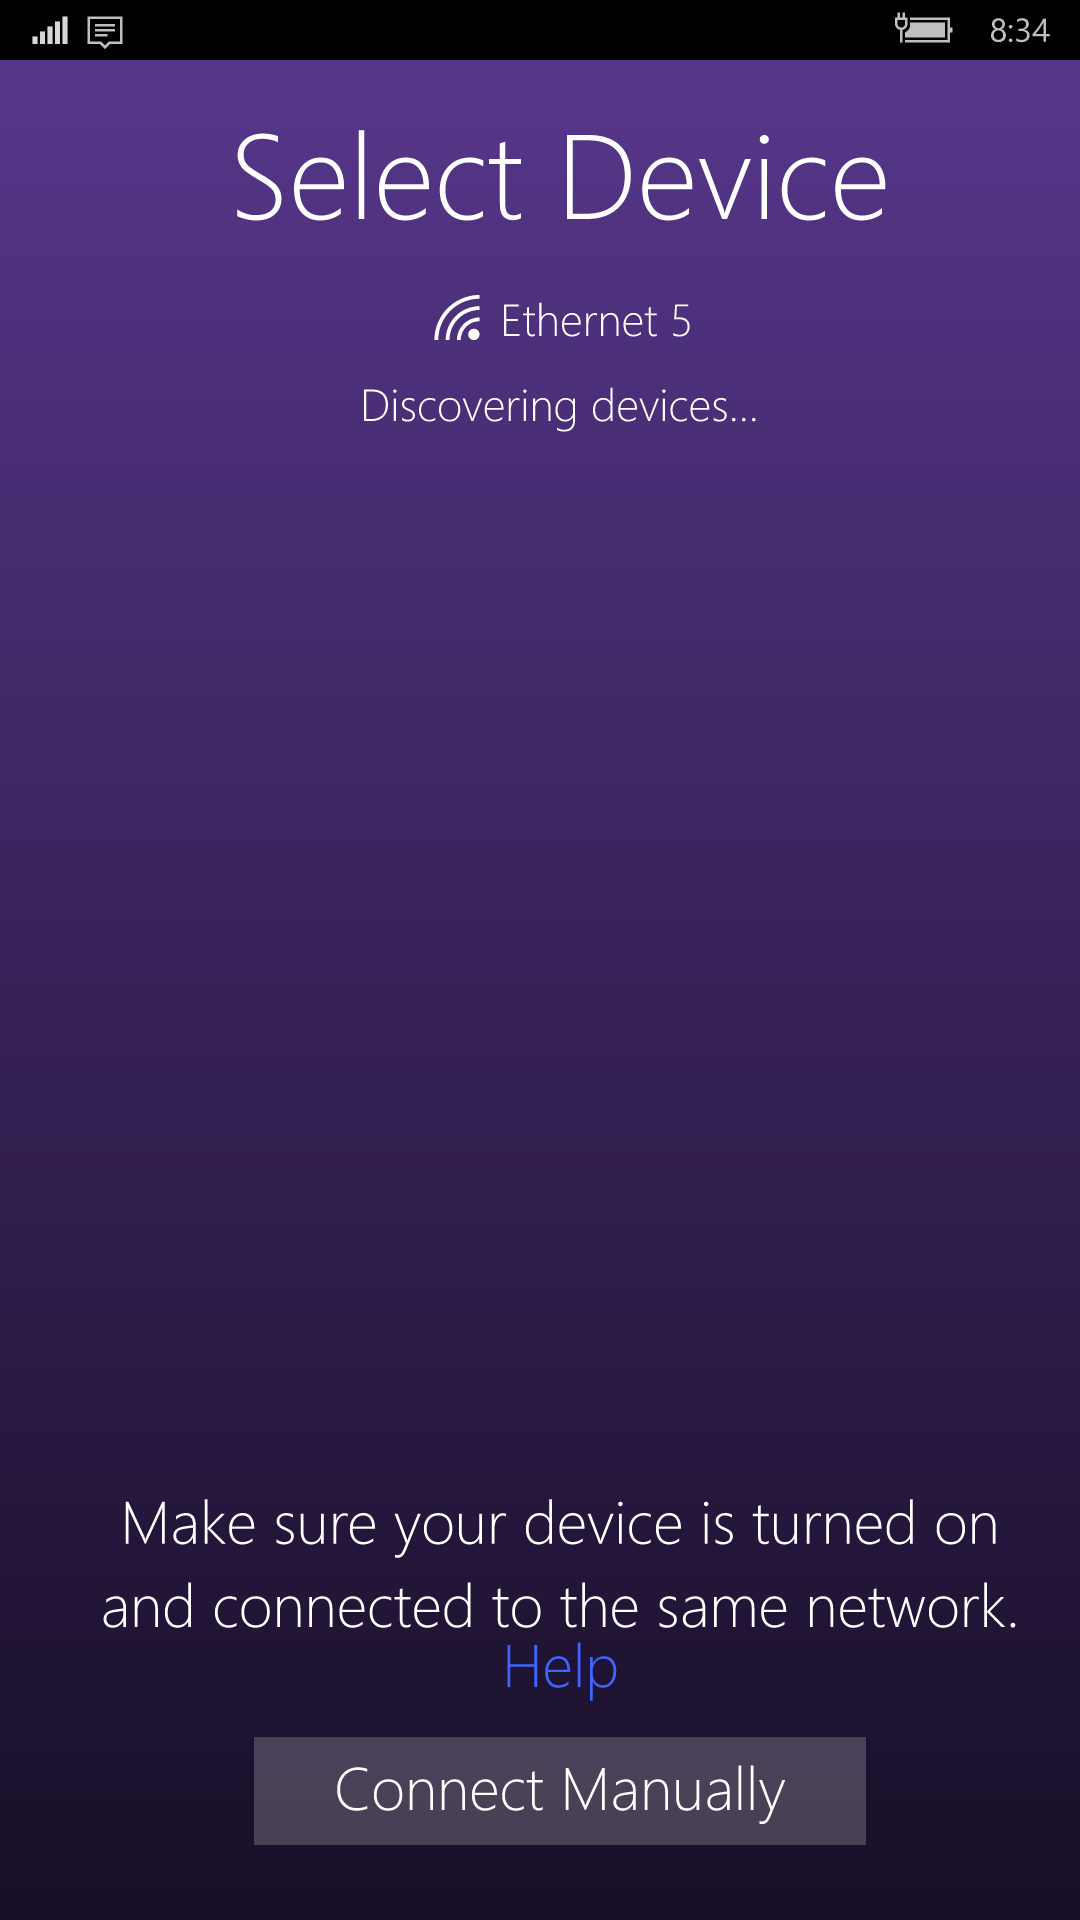 8:34
Select Device
Ethernet 5
Discovering devices...
Make sure your device is turned on
and connected to the same network.
Help
Connect Manually